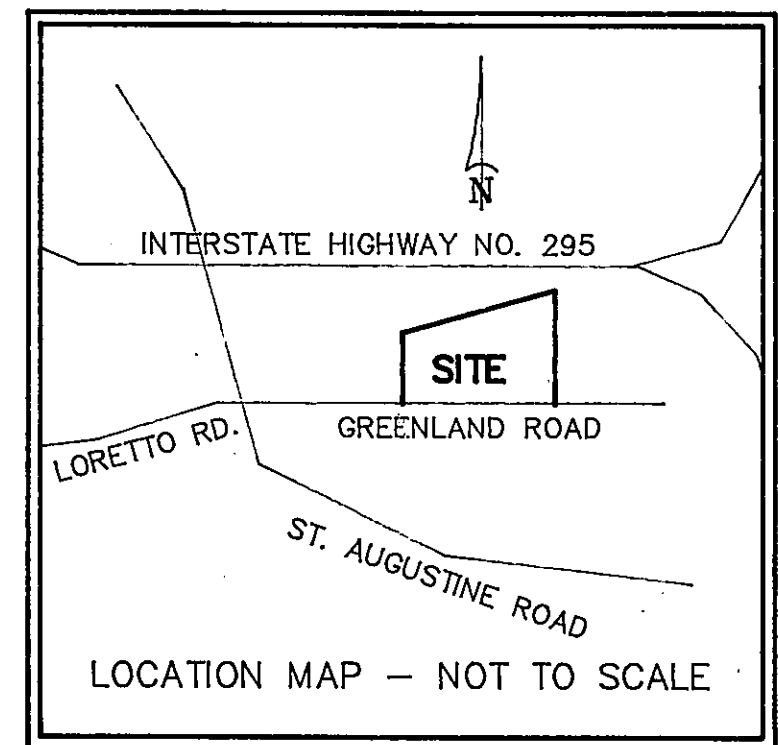 N
INTERSTATE HIGHWAY NO. 295
SITE
GREENLAND ROAD
LORETTO RD.
ST. AUGUSTINE ROAD
LOCATION MAP – NOT TO SCALE